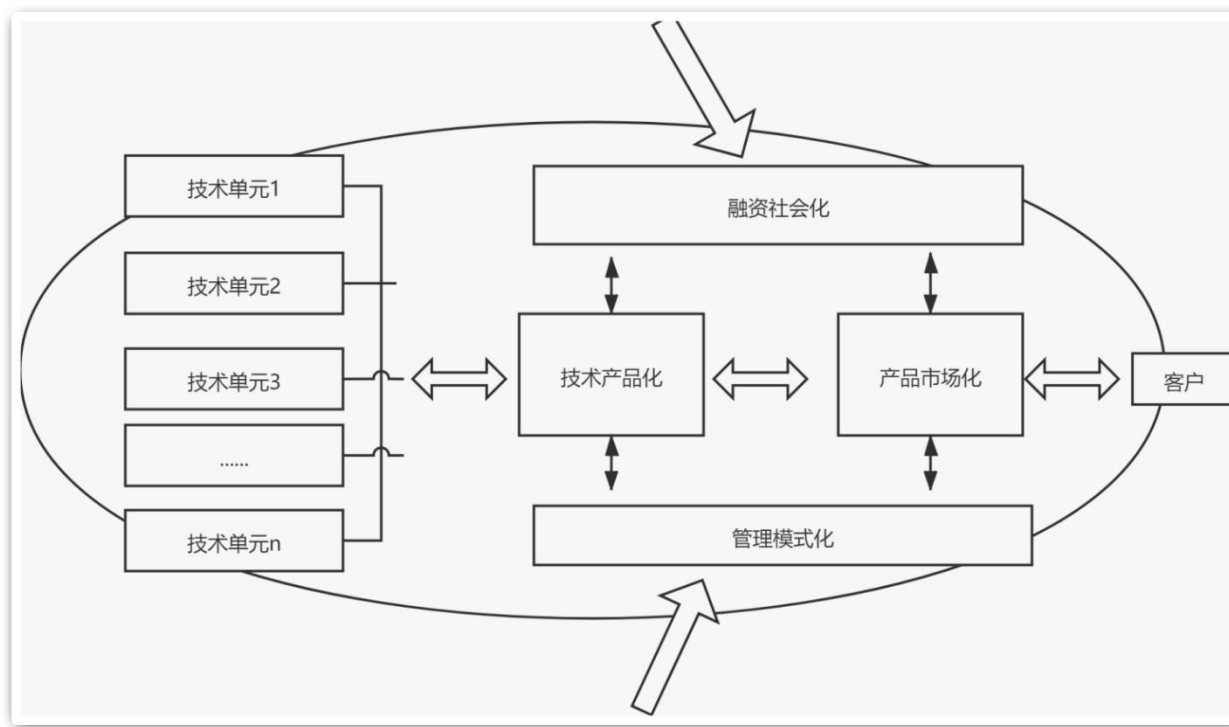 技术单元1
技术单元2
技术单元3
......
技术单元n
融资社会化
技术产品化
产品市场化
客户
管理模式化